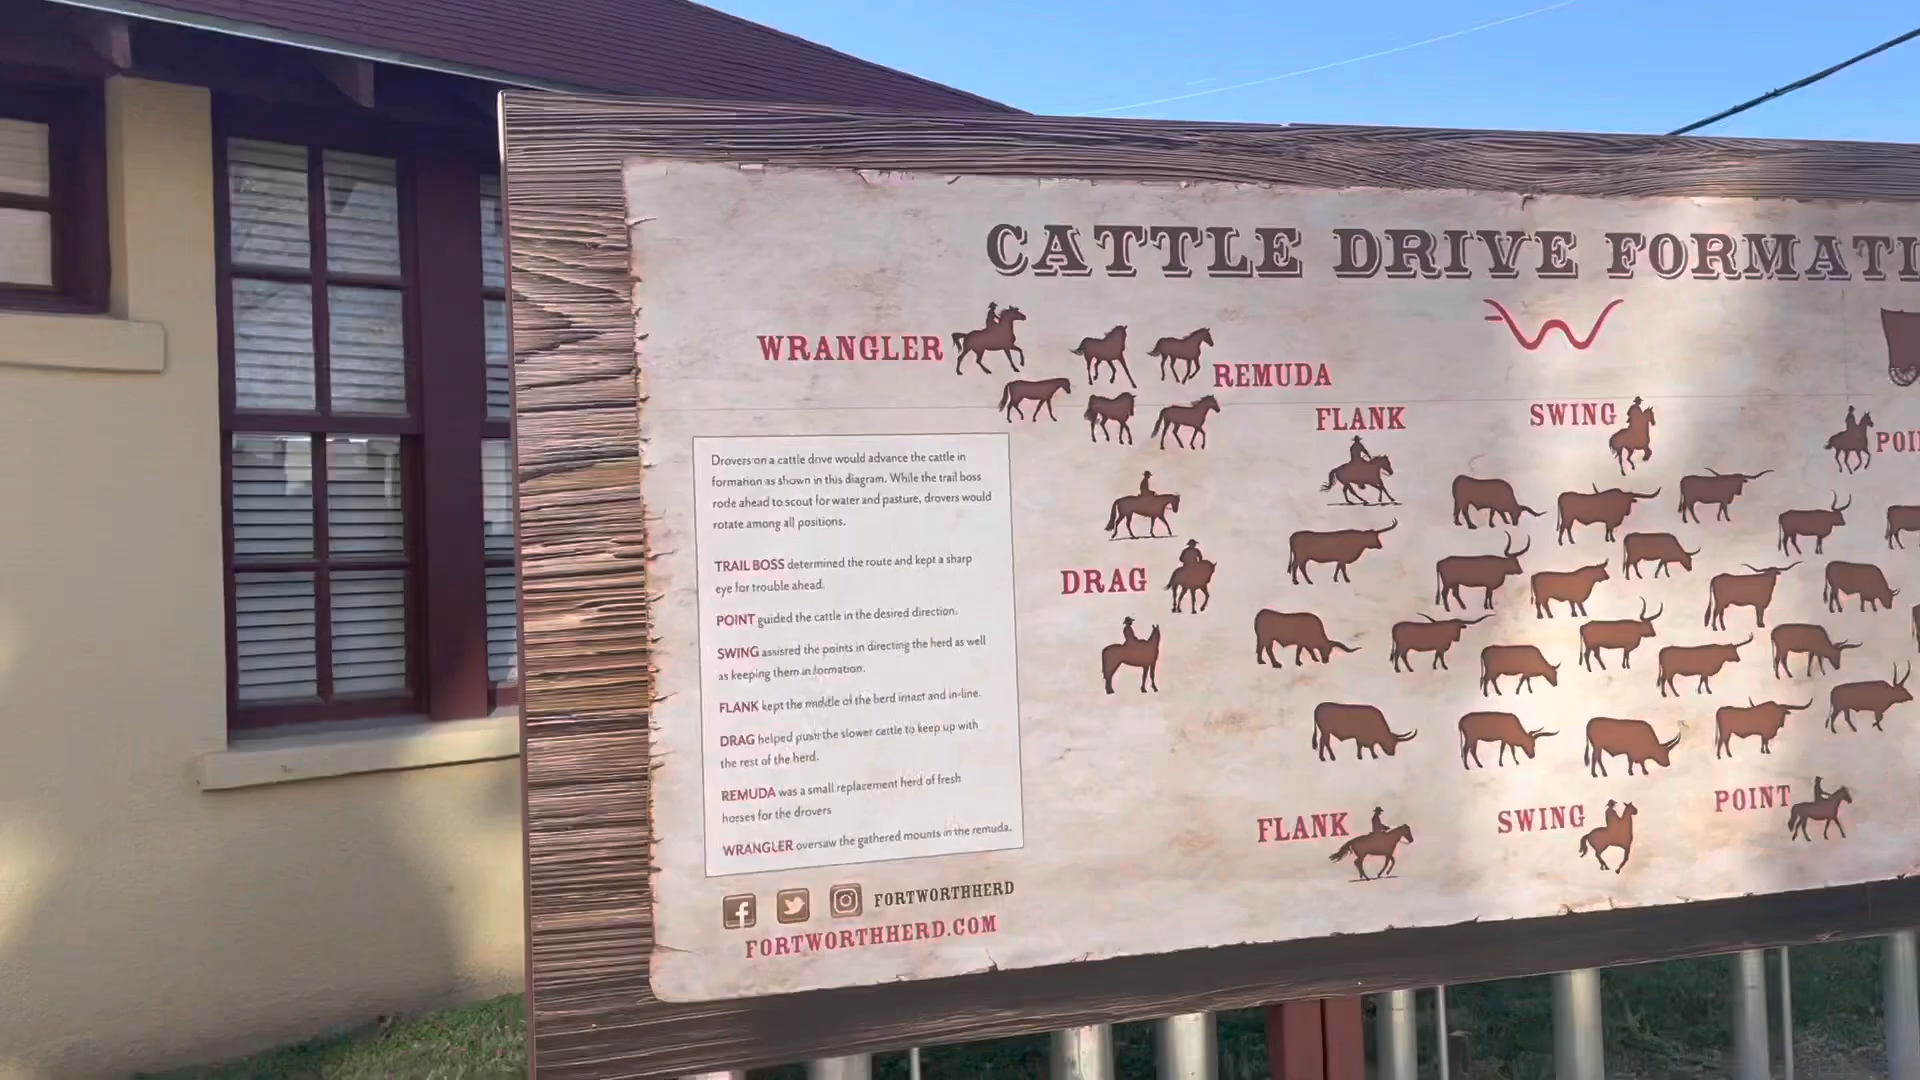 CATTLE DRIVE FORMATI
WRANGLER
REMUDA
FLANK
SWING
POI
Drovers on a cattle drive would advance the cattle in
formation as shown in this diagram. While the trail boss
rode ahead to scout for water and pasture, drovers would
rotate among all positions.
TRAIL BOSS determined the route and kept a sharp
eye for trouble ahead.
POINT guided the cattle in the desired direction.
SWING assisted the points in directing the herd as well
as keeping them in formation.
FLANK kept the middle of the herd intact and in-line.
DRAG helped push the slower cattle to keep up with
the rest of the herd.
REMUDA was a small replacement herd of fresh
horses for the drovers
WRANGLER oversaw the gathered mounts in the remuda.
DRAG
FLANK
SWING
POINT
FORTWORTHHERD
FORTWORTHHERD.COM